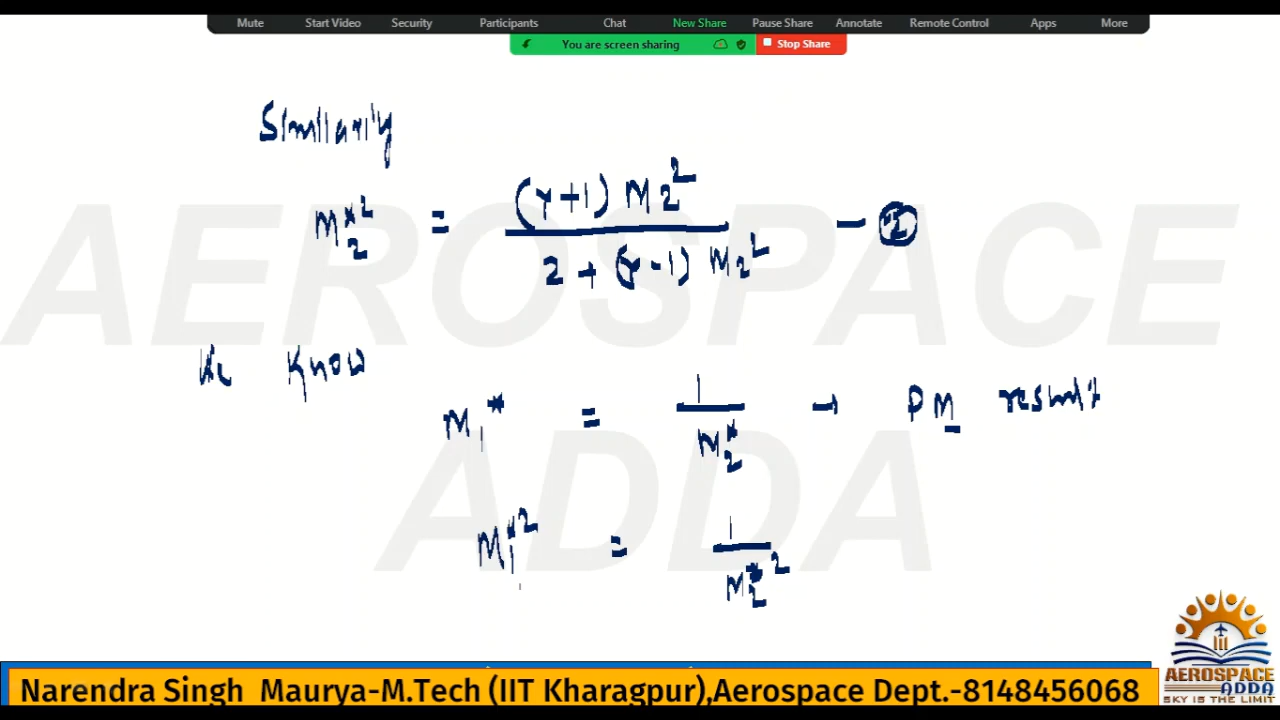 Mute Start Video Security Participants Chat New Share Pause Share Annotate Remote Control Apps More
You are screen sharing Stop Share
Similarity
M₂*² = (γ+1) M₂² / 2 + (γ-1) M₂² - ②
We Know
M₁* = 1 / M₂* → PM result
M₁*² = 1 / M₂*²
AEROSPACE
ADDA
Narendra Singh Maurya-M.Tech (IIT Kharagpur),Aerospace Dept.-8148456068
AEROSPACE
ADDA
SKY IS THE LIMIT